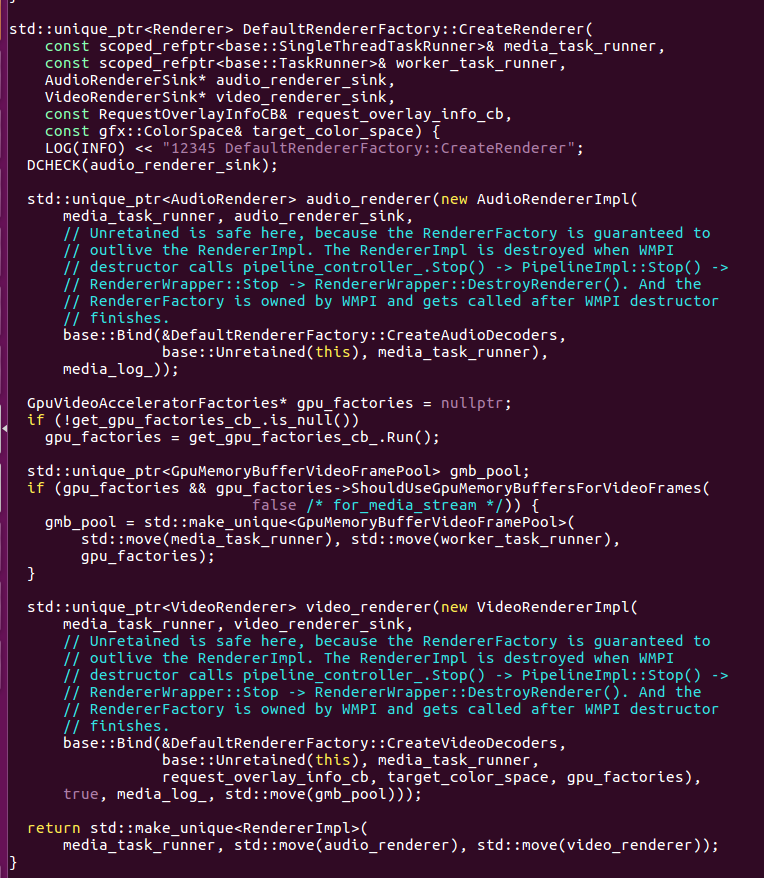 std::unique_ptr<Renderer> DefaultRendererFactory::CreateRenderer(
    const scoped_refptr<base::SingleThreadTaskRunner>& media_task_runner,
    const scoped_refptr<base::TaskRunner>& worker_task_runner,
    AudioRendererSink* audio_renderer_sink,
    VideoRendererSink* video_renderer_sink,
    const RequestOverlayInfoCB& request_overlay_info_cb,
    const gfx::ColorSpace& target_color_space) {
    LOG(INFO) << "12345 DefaultRendererFactory::CreateRenderer";
  DCHECK(audio_renderer_sink);

  std::unique_ptr<AudioRenderer> audio_renderer(new AudioRendererImpl(
      media_task_runner, audio_renderer_sink,
      // Unretained is safe here, because the RendererFactory is guaranteed to
      // outlive the RendererImpl. The RendererImpl is destroyed when WMPI
      // destructor calls pipeline_controller_.Stop() -> PipelineImpl::Stop() ->
      // RendererWrapper::Stop -> RendererWrapper::DestroyRenderer(). And the
      // RendererFactory is owned by WMPI and gets called after WMPI destructor
      // finishes.
      base::Bind(&DefaultRendererFactory::CreateAudioDecoders,
                 base::Unretained(this), media_task_runner),
      media_log_));

  GpuVideoAcceleratorFactories* gpu_factories = nullptr;
  if (!get_gpu_factories_cb_.is_null())
    gpu_factories = get_gpu_factories_cb_.Run();

  std::unique_ptr<GpuMemoryBufferVideoFramePool> gmb_pool;
  if (gpu_factories && gpu_factories->ShouldUseGpuMemoryBuffersForVideoFrames(
                           false /* for_media_stream */)) {
    gmb_pool = std::make_unique<GpuMemoryBufferVideoFramePool>(
        std::move(media_task_runner), std::move(worker_task_runner),
        gpu_factories);
  }

  std::unique_ptr<VideoRenderer> video_renderer(new VideoRendererImpl(
      media_task_runner, video_renderer_sink,
      // Unretained is safe here, because the RendererFactory is guaranteed to
      // outlive the RendererImpl. The RendererImpl is destroyed when WMPI
      // destructor calls pipeline_controller_.Stop() -> PipelineImpl::Stop() ->
      // RendererWrapper::Stop -> RendererWrapper::DestroyRenderer(). And the
      // RendererFactory is owned by WMPI and gets called after WMPI destructor
      // finishes.
      base::Bind(&DefaultRendererFactory::CreateVideoDecoders,
                 base::Unretained(this), media_task_runner,
                 request_overlay_info_cb, target_color_space, gpu_factories),
      true, media_log_, std::move(gmb_pool)));

  return std::make_unique<RendererImpl>(
      media_task_runner, std::move(audio_renderer), std::move(video_renderer));
}